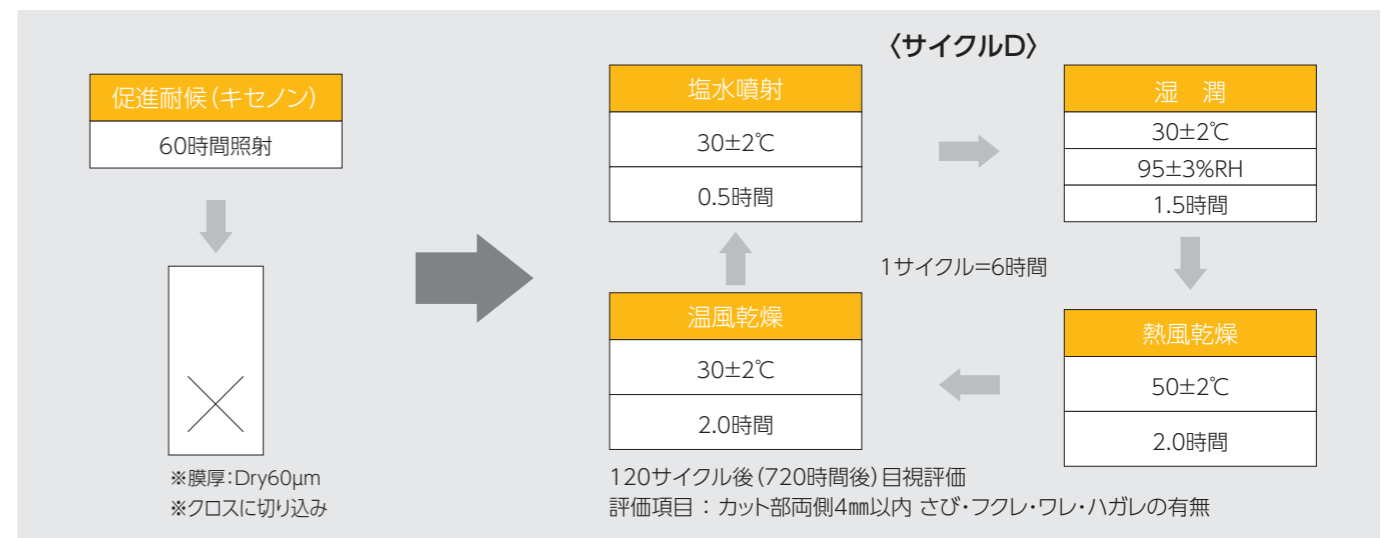 促進耐候(キセノン)
60時間照射
※膜厚:Dry60μm
※クロスに切り込み
〈サイクルD〉
塩水噴射
30±2℃
0.5時間
湿 潤
30±2℃
95±3%RH
1.5時間
1サイクル=6時間
温風乾燥
30±2℃
2.0時間
熱風乾燥
50±2℃
2.0時間
120サイクル後(720時間後)目視評価
評価項目 : カット部両側4㎜以内 さび・フクレ・ワレ・ハガレの有無